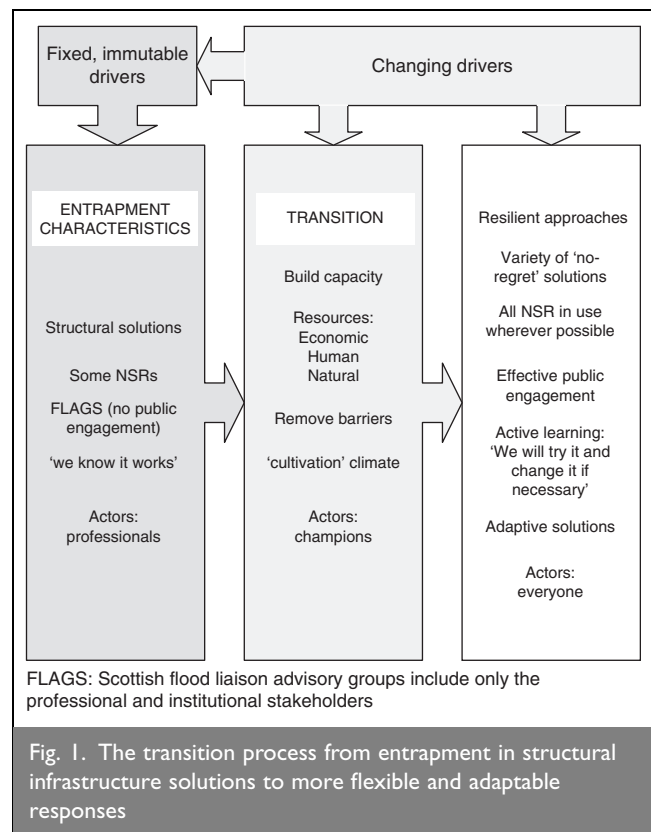 Fixed, immutable
drivers
Changing drivers
ENTRAPMENT
CHARACTERISTICS
Structural solutions
Some NSRs
FLAGS (no public
engagement)
‘we know it works’
Actors:
professionals
TRANSITION
Build capacity
Resources:
Economic
Human
Natural
Remove barriers
‘cultivation’ climate
Actors:
champions
Resilient approaches
Variety of ‘no-
regret’ solutions
All NSR in use
wherever possible
Effective public
engagement
Active learning:
‘We will try it and
change it if
necessary’
Adaptive solutions
Actors:
everyone
FLAGS: Scottish flood liaison advisory groups include only the
professional and institutional stakeholders
Fig. 1. The transition process from entrapment in structural
infrastructure solutions to more flexible and adaptable
responses